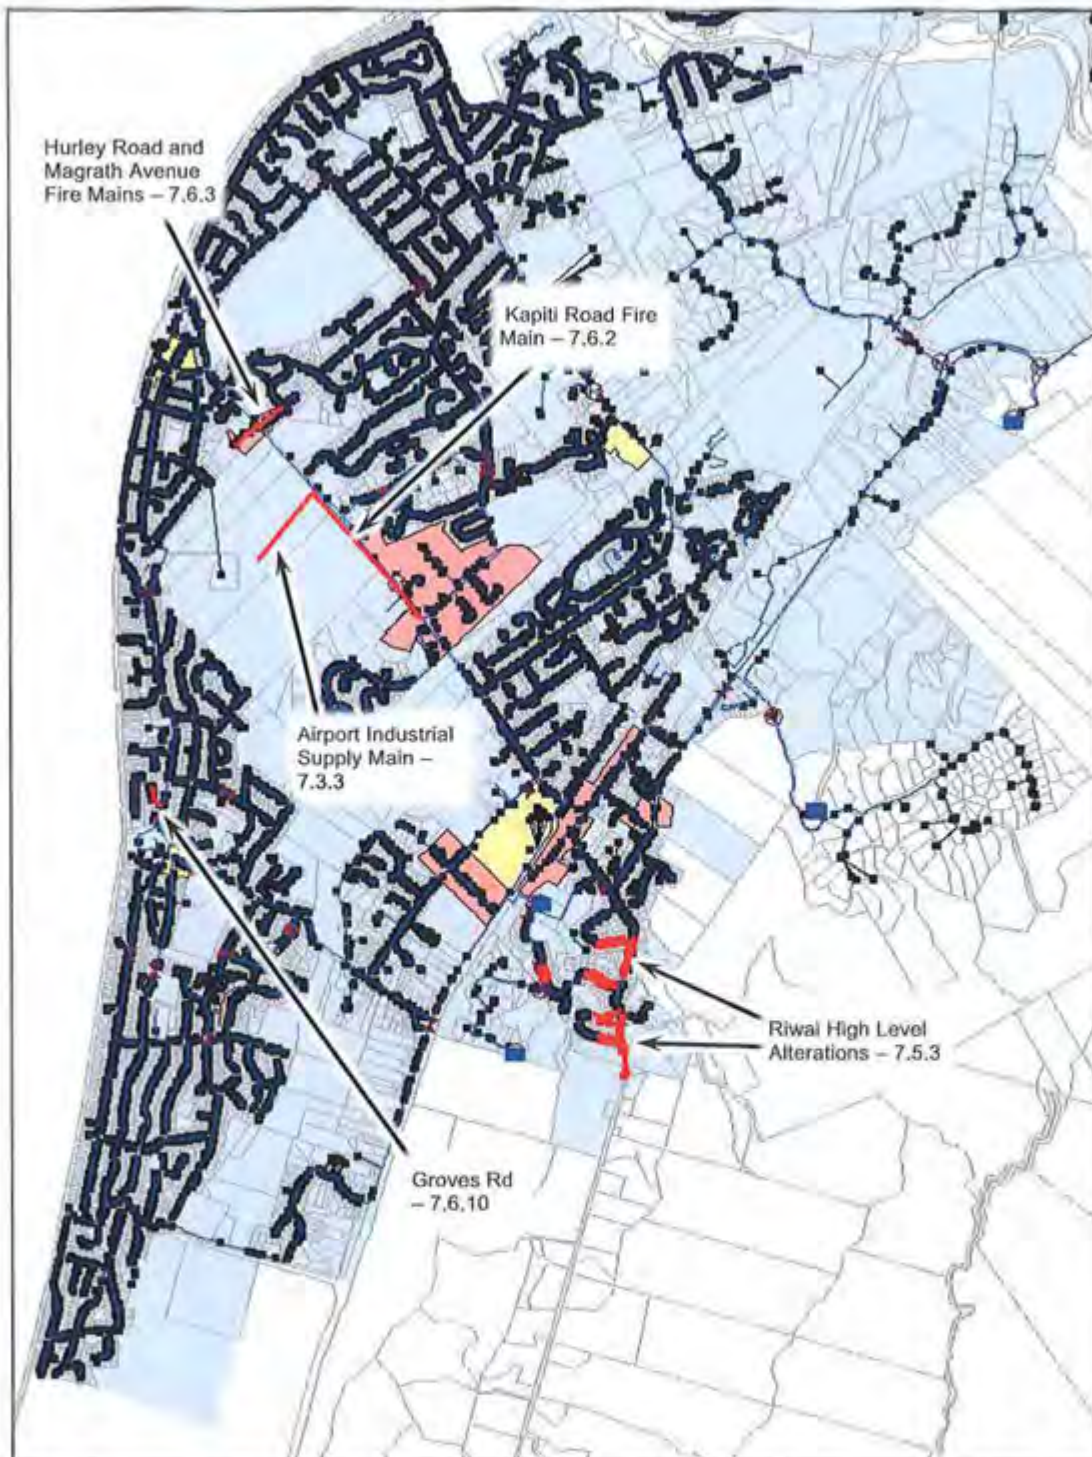 Hurley Road and
Magrath Avenue
Fire Mains – 7.6.3
Kapiti Road Fire
Main – 7.6.2
Airport Industrial
Supply Main –
7.3.3
Riwai High Level
Alterations – 7.5.3
Groves Rd
– 7.6.10